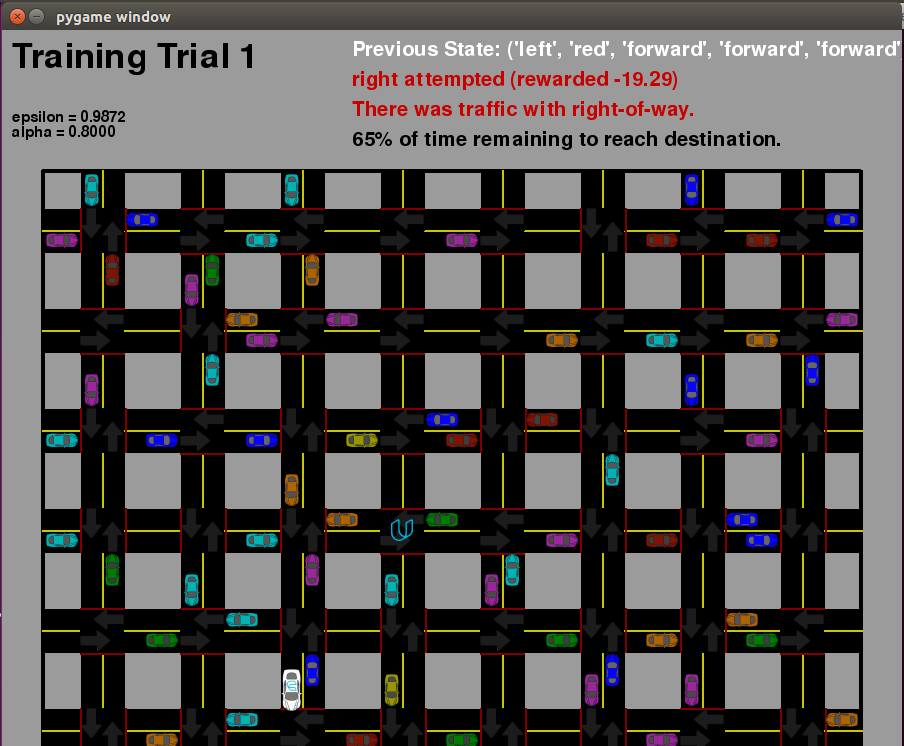 pygame window
Training Trial 1
Previous State: ('left', 'red', 'forward', 'forward', 'forward'
right attempted (rewarded -19.29)
There was traffic with right-of-way.
65% of time remaining to reach destination.
epsilon = 0.9872
alpha = 0.8000